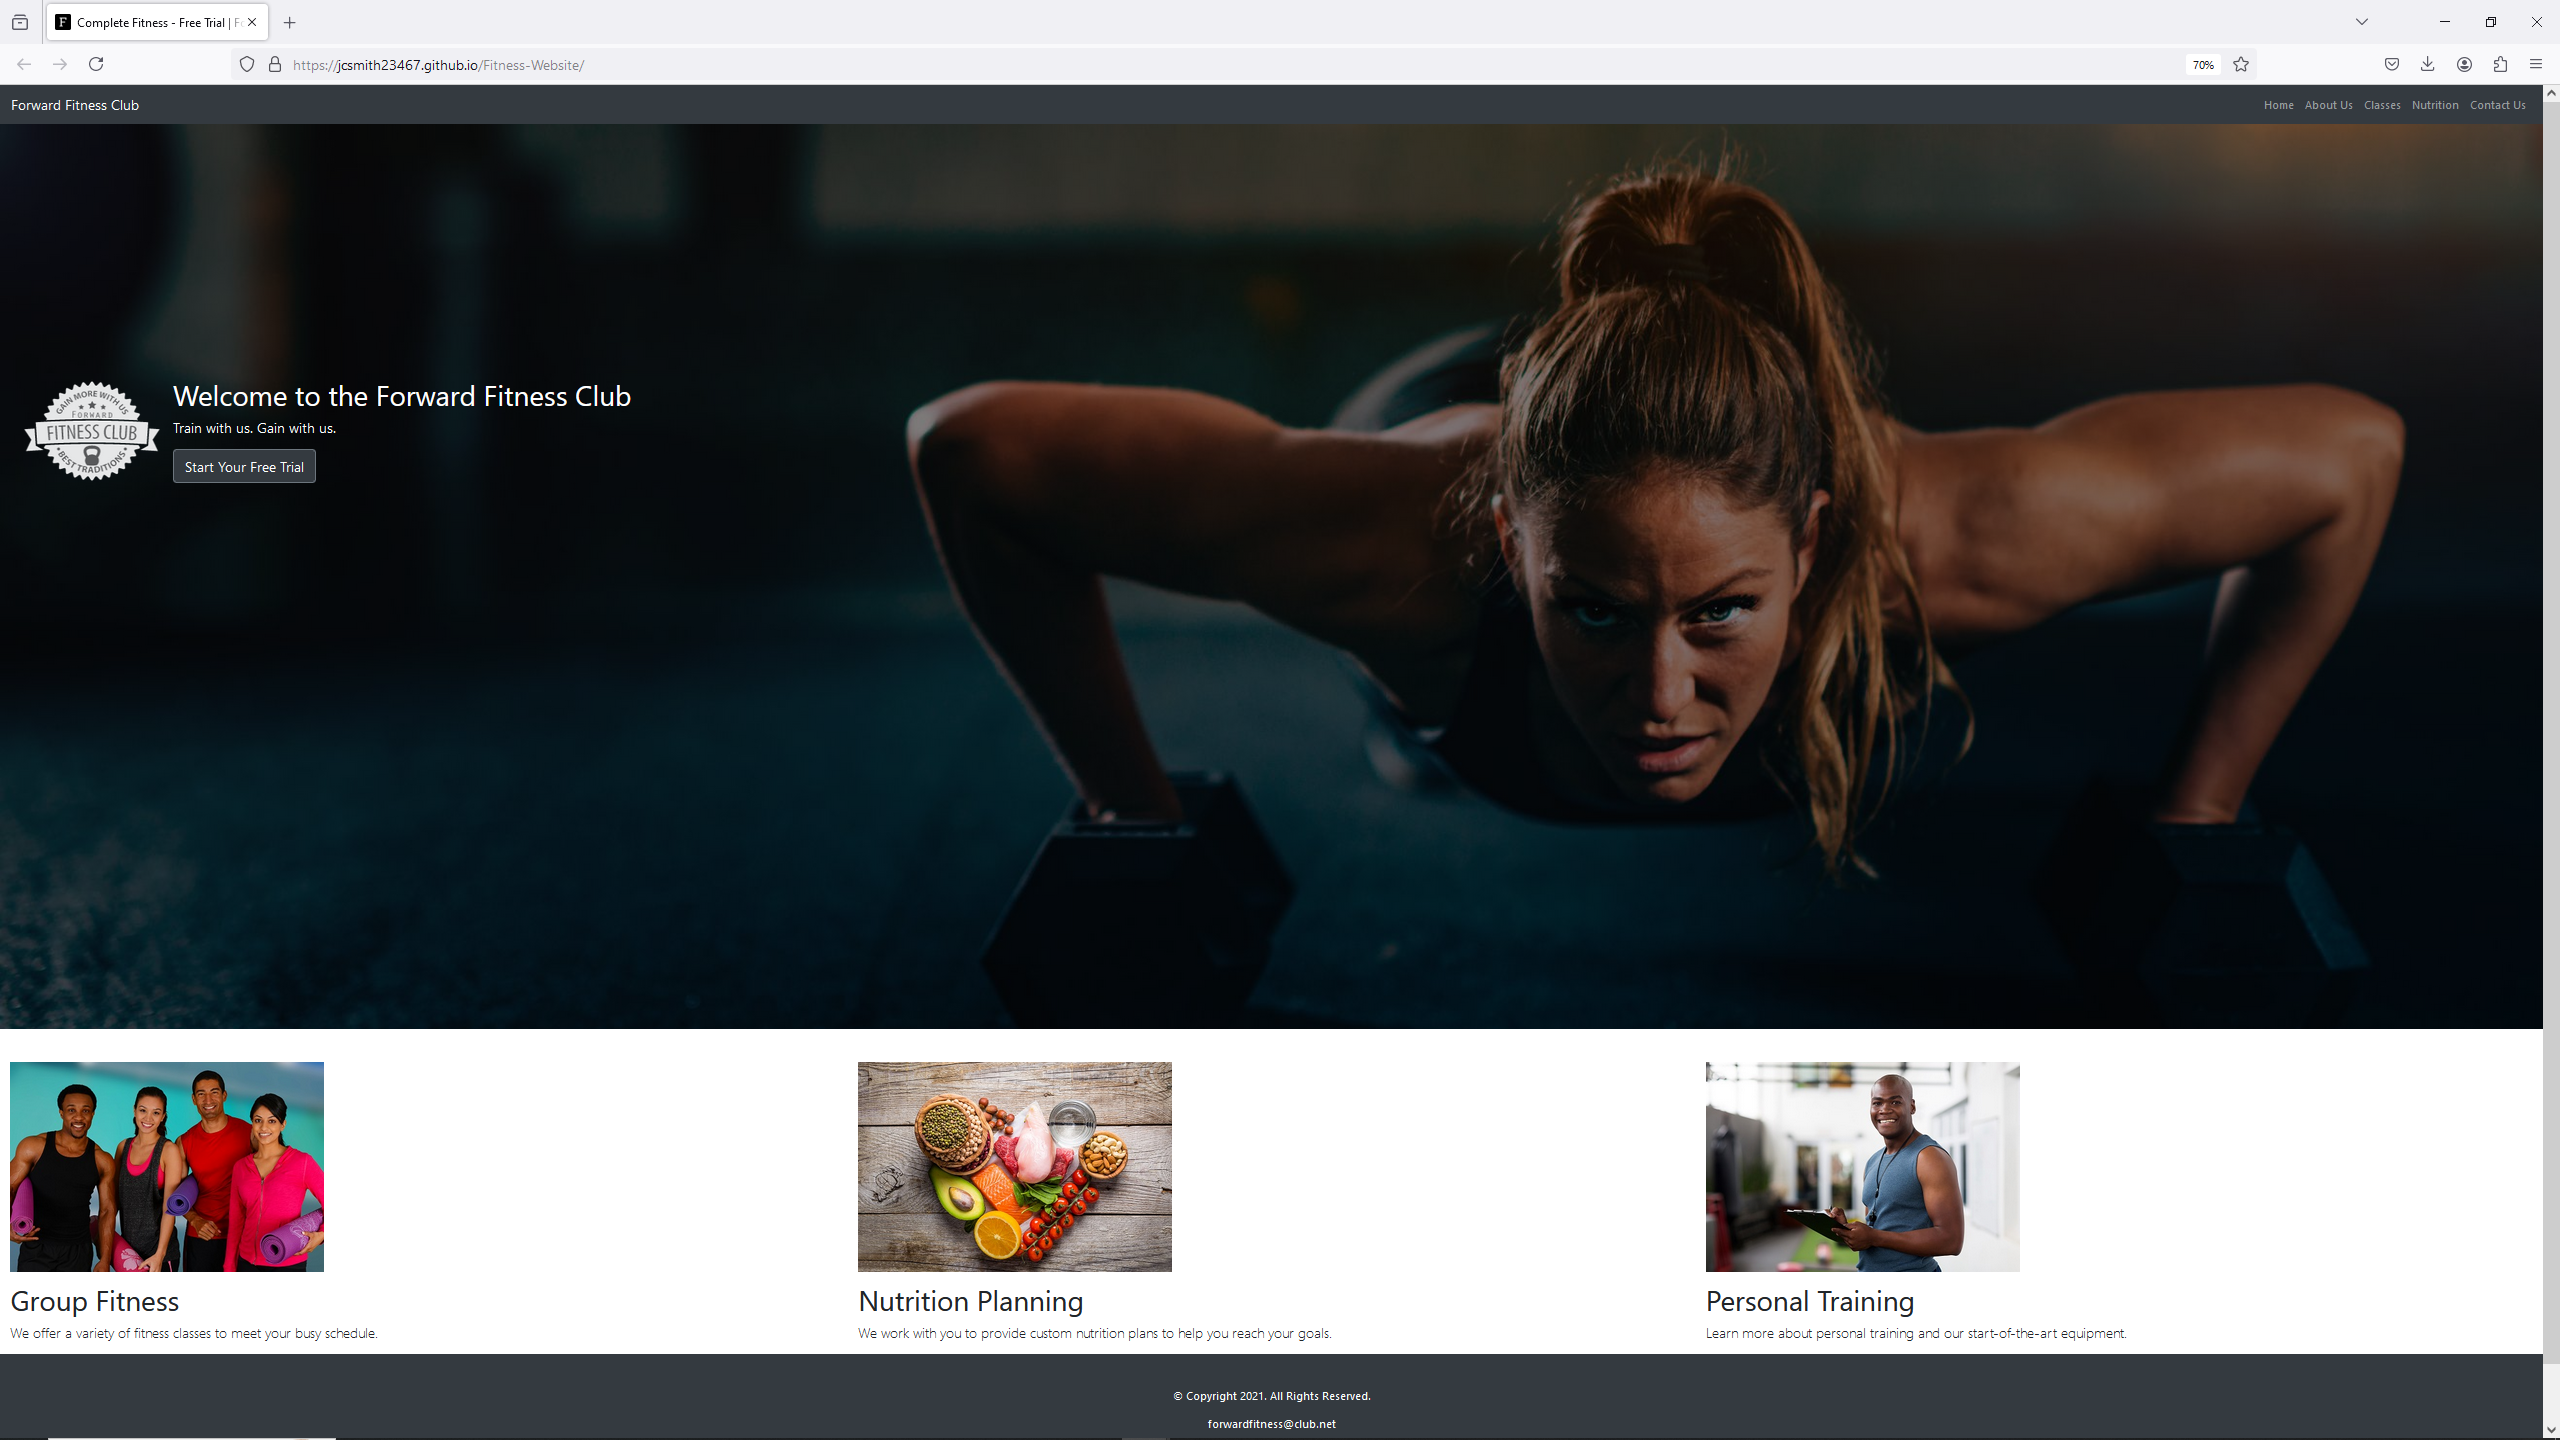 Complete Fitness - Free Trial | F
https://jcsmith23467.github.io/Fitness-Website/
70%
Forward Fitness Club
Home About Us Classes Nutrition Contact Us
GAIN MORE WITH US
FORWARD
FITNESS CLUB
BEST TRADITIONS
Welcome to the Forward Fitness Club
Train with us. Gain with us.
Start Your Free Trial
Group Fitness
We offer a variety of fitness classes to meet your busy schedule.
Nutrition Planning
We work with you to provide custom nutrition plans to help you reach your goals.
Personal Training
Learn more about personal training and our start-of-the-art equipment.
© Copyright 2021. All Rights Reserved.
forwardfitness@club.net